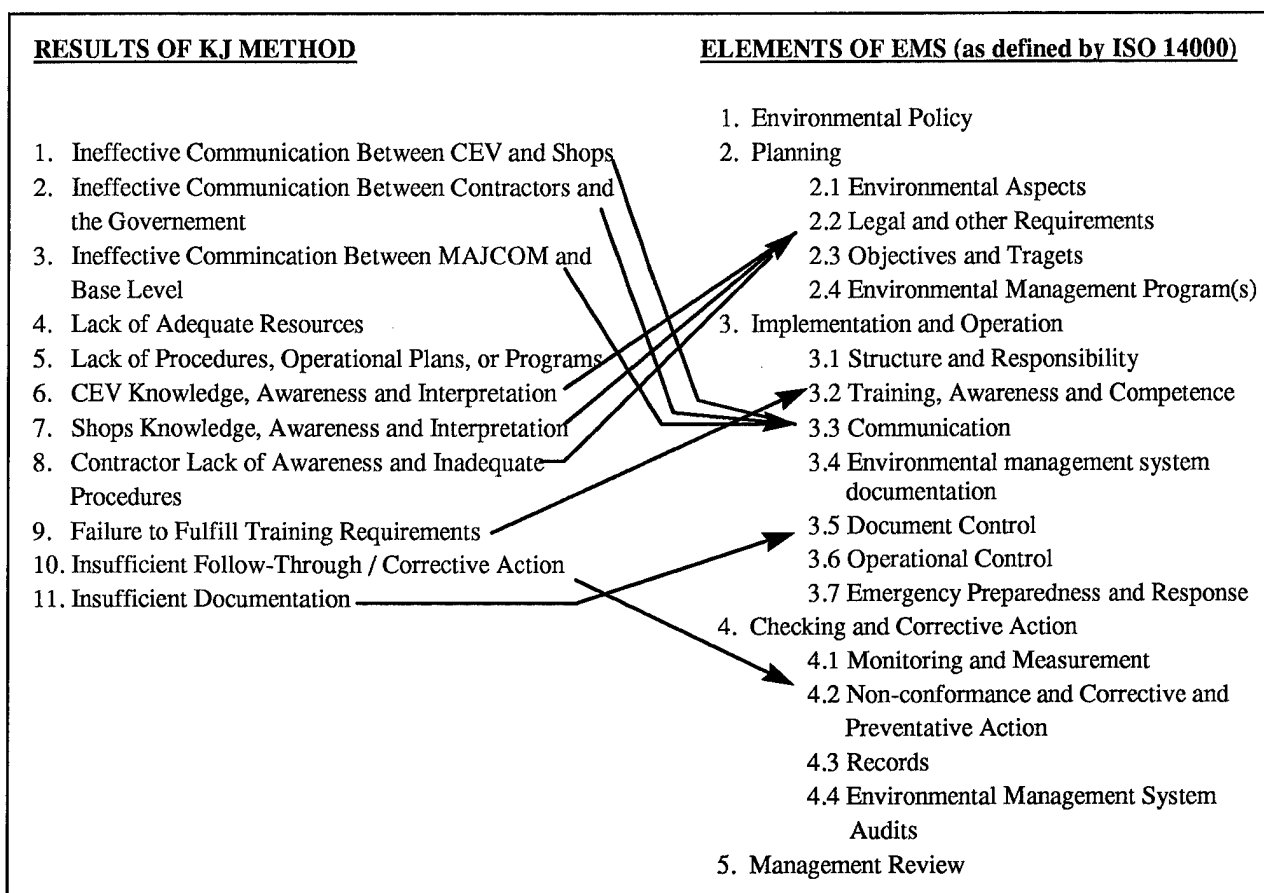 RESULTS OF KJ METHOD
1. Ineffective Communication Between CEV and Shops
2. Ineffective Communication Between Contractors and
the Governement
3. Ineffective Commincation Between MAJCOM and
Base Level
4. Lack of Adequate Resources
5. Lack of Procedures, Operational Plans, or Programs
6. CEV Knowledge, Awareness and Interpretation
7. Shops Knowledge, Awareness and Interpretation
8. Contractor Lack of Awareness and Inadequate
Procedures
9. Failure to Fulfill Training Requirements
10. Insufficient Follow-Through / Corrective Action
11. Insufficient Documentation
ELEMENTS OF EMS (as defined by ISO 14000)
1. Environmental Policy
2. Planning
2.1 Environmental Aspects
2.2 Legal and other Requirements
2.3 Objectives and Tragets
2.4 Environmental Management Program(s)
3. Implementation and Operation
3.1 Structure and Responsibility
3.2 Training, Awareness and Competence
3.3 Communication
3.4 Environmental management system
documentation
3.5 Document Control
3.6 Operational Control
3.7 Emergency Preparedness and Response
4. Checking and Corrective Action
4.1 Monitoring and Measurement
4.2 Non-conformance and Corrective and
Preventative Action
4.3 Records
4.4 Environmental Management System
Audits
5. Management Review